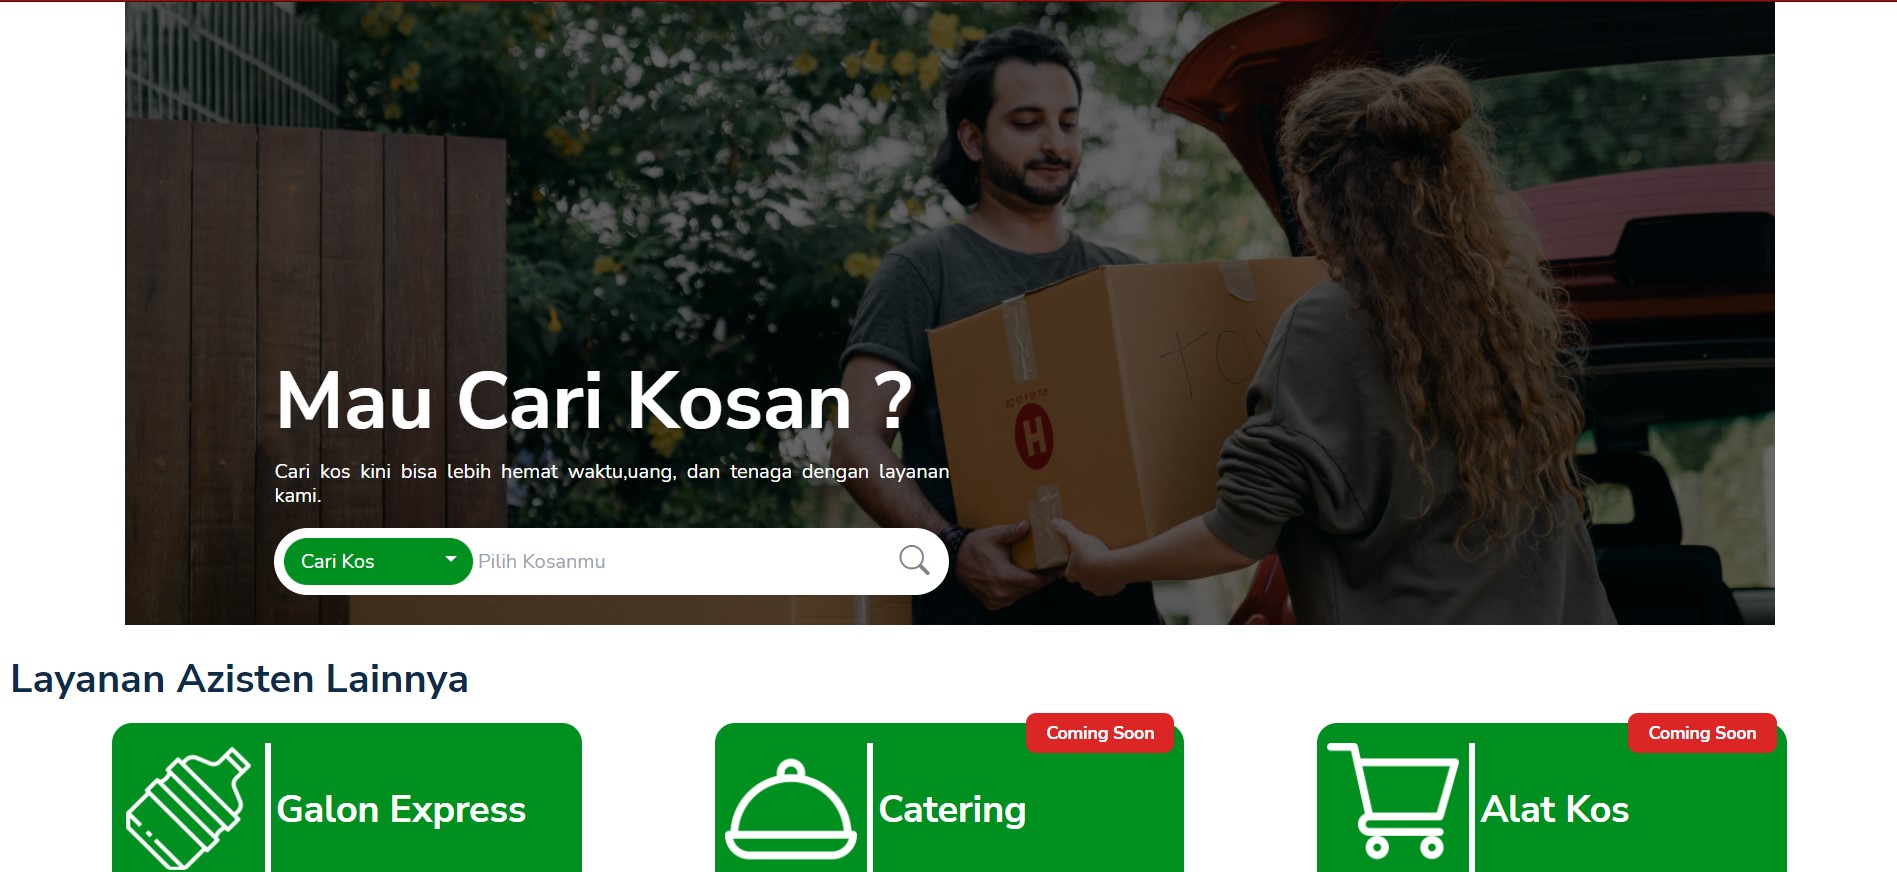 Mau Cari Kosan ?
Cari kos kini bisa lebih hemat waktu,uang, dan tenaga dengan layanan
kami.
Cari Kos
Pilih Kosanmu
TOY
H
Layanan Azisten Lainnya
Coming Soon
Coming Soon
Galon Express
Catering
Alat Kos